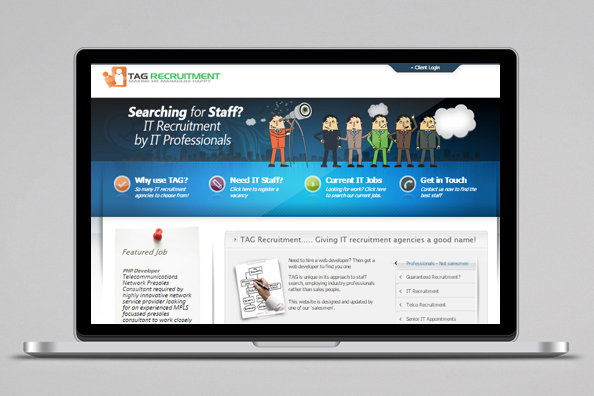 TAG RECRUITMENT
MAKING HR MANAGERS HAPPY
Client Login
Searching for Staff?
IT Recruitment
by IT Professionals
Why use TAG?
So many IT recruitment
agencies to choose from!
Need IT Staff?
Click here to register a
vacancy
Current IT Jobs
Looking for work? Click here
to search our current jobs.
Get in Touch
Contact us now to find the
best staff
Featured Job
PHP Developer
Telecommunications
Network Presales
Consultant required by
highly innovative network
service provider looking
for an experienced MPLS
focussed presales
consultant to work closely
TAG Recruitment..... Giving IT recruitment agencies a good name!
Need to hire a web developer? Then get a
web developer to find you one
TAG is unique in its approach to staff
search, employing industry professionals
rather than sales people.
This website is designed and updated by
one of our 'salesmen'.
Professionals - Not salesmen
Guaranteed Recruitment?
IT Recruitment
Telco Recruitment
Senior IT Appointments